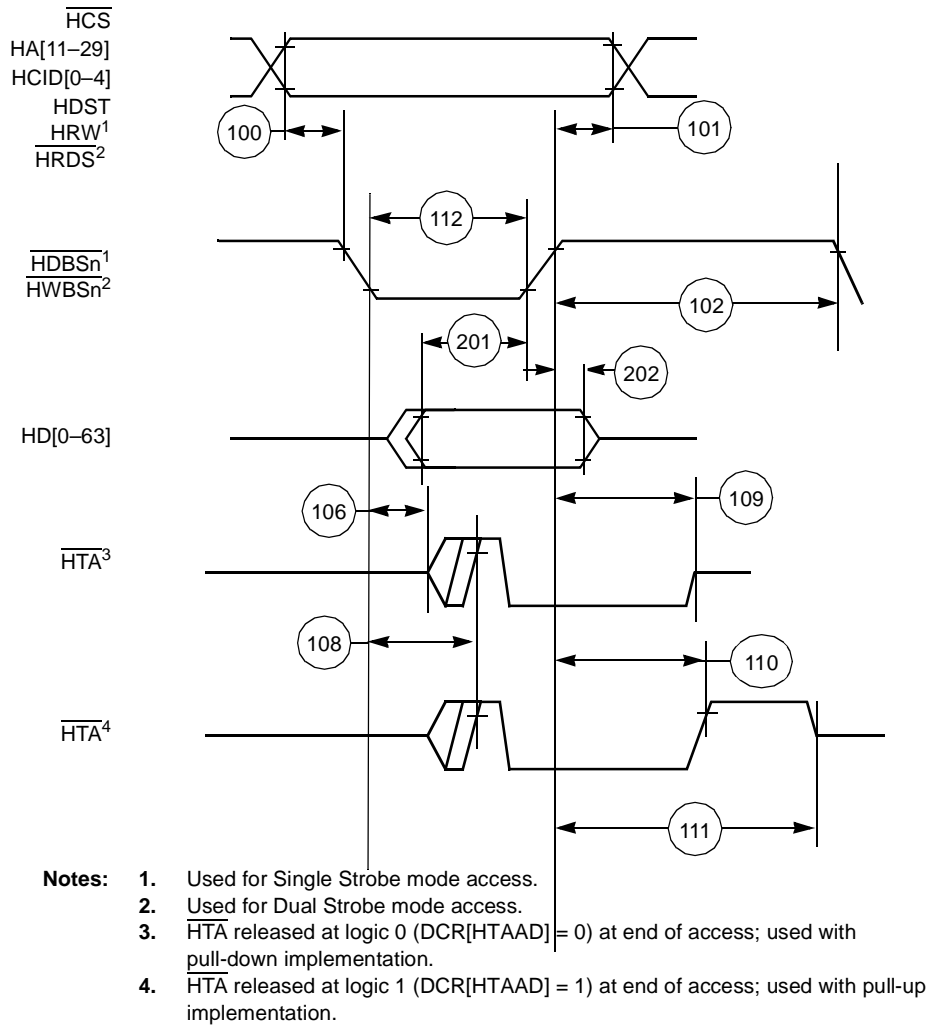 HCS
HA[11–29]
HCID[0–4]
HDST
HRW1
HRDS2
100
101
112
HDBSn1
HWBSn2
102
201
202
HD[0–63]
106
109
HTA3
108
110
HTA4
111
Notes: 1. Used for Single Strobe mode access.
2. Used for Dual Strobe mode access.
3. HTA released at logic 0 (DCR[HTAAD] = 0) at end of access; used with
pull-down implementation.
4. HTA released at logic 1 (DCR[HTAAD] = 1) at end of access; used with pull-up
implementation.